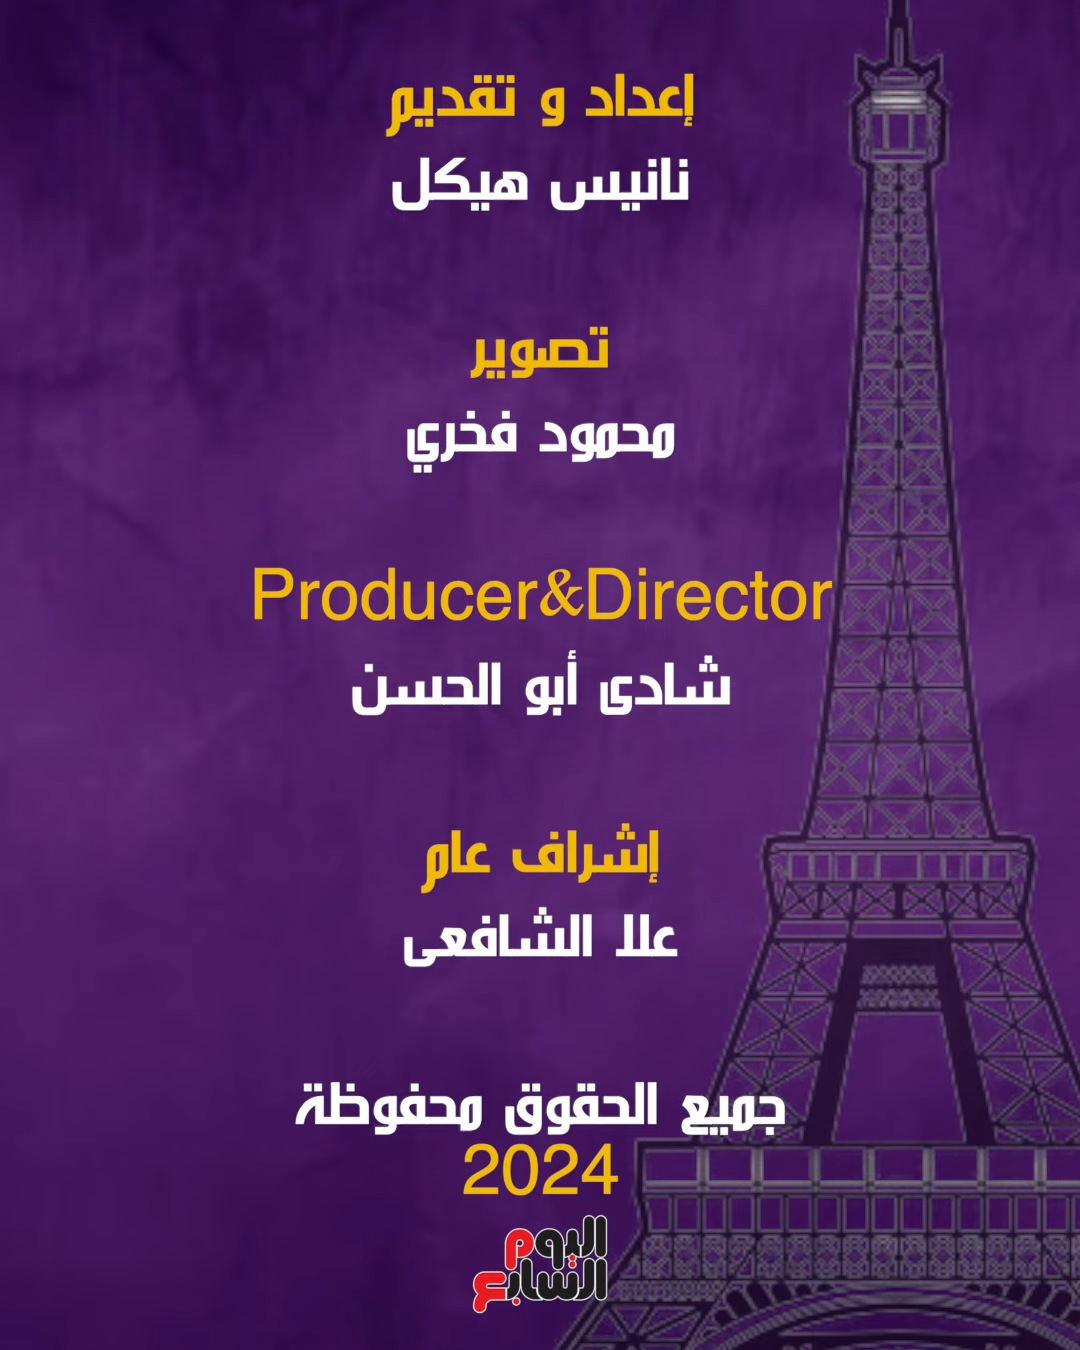 إعداد و تقديم
نانيس هيكل
تصوير
محمود فخري
Producer&Director
شادى أبو الحسن
إشراف عام
علا الشافعى
جميع الحقوق محفوظة
2024
اليوم
السابع